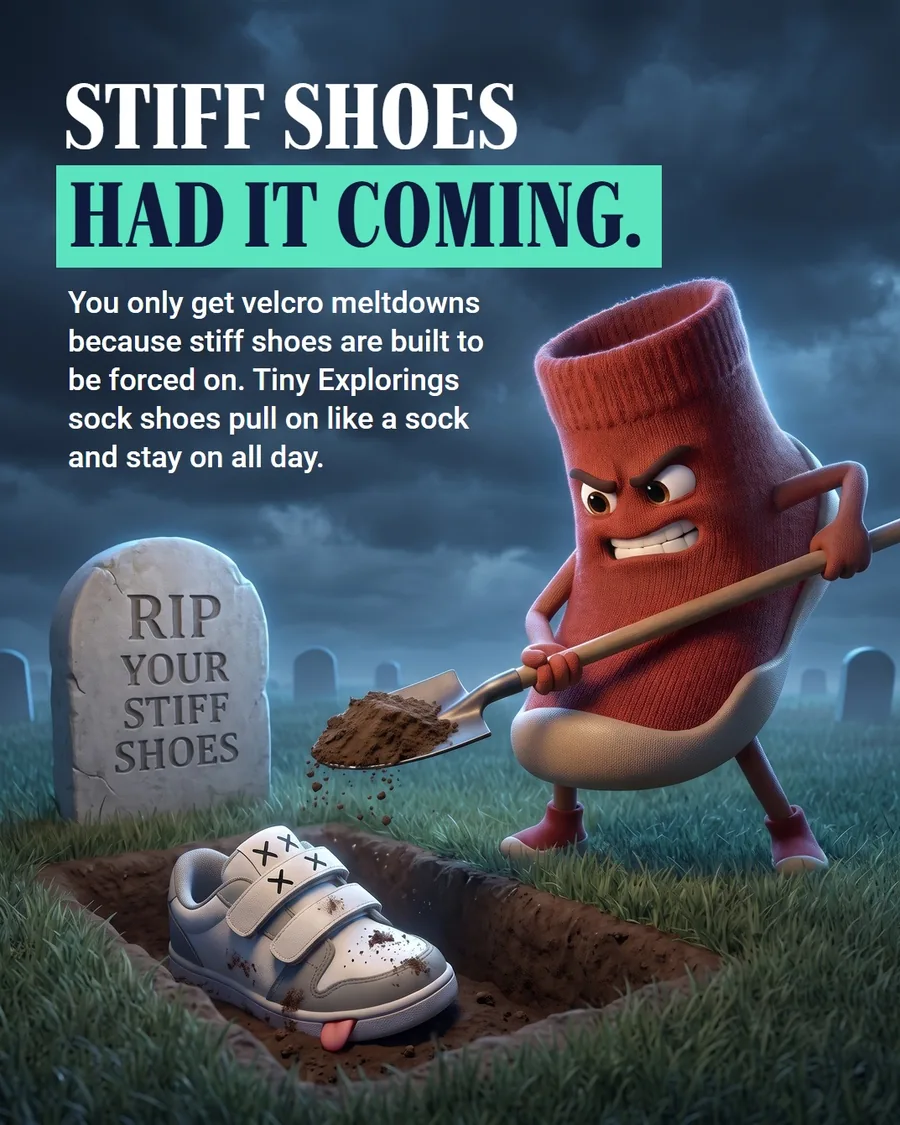 STIFF SHOES
HAD IT COMING.
You only get velcro meltdowns
because stiff shoes are built to
be forced on. Tiny Explorings
sock shoes pull on like a sock
and stay on all day.
RIP
YOUR
STIFF
SHOES